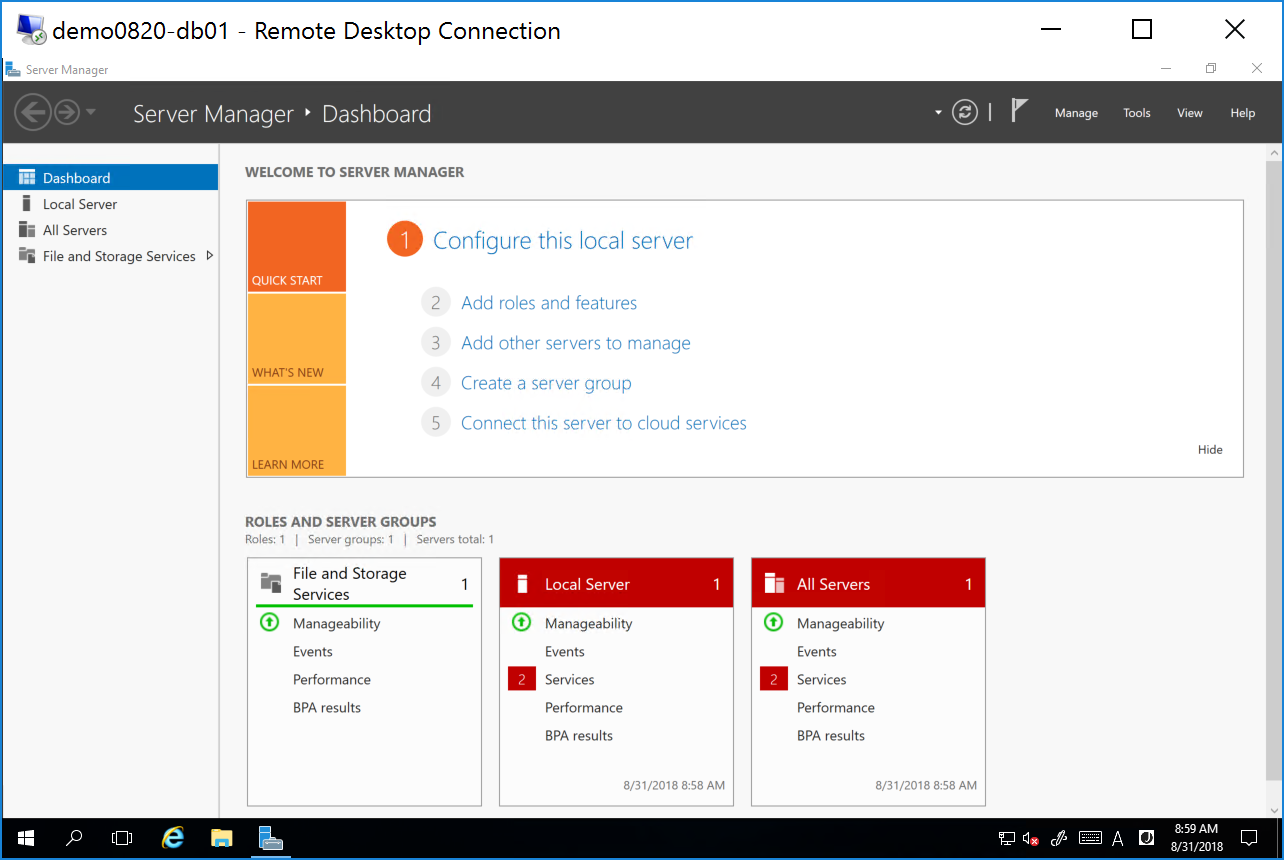 demo0820-db01 - Remote Desktop Connection
Server Manager
Server Manager ‣ Dashboard
Manage Tools View Help
Dashboard
Local Server
All Servers
File and Storage Services
WELCOME TO SERVER MANAGER
QUICK START
WHAT'S NEW
LEARN MORE
1 Configure this local server
2 Add roles and features
3 Add other servers to manage
4 Create a server group
5 Connect this server to cloud services
Hide
ROLES AND SERVER GROUPS
Roles: 1 | Server groups: 1 | Servers total: 1
File and Storage
Services
1
Manageability
Events
Performance
BPA results
Local Server 1
Manageability
Events
2 Services
Performance
BPA results
8/31/2018 8:58 AM
All Servers 1
Manageability
Events
2 Services
Performance
BPA results
8/31/2018 8:58 AM
A
8:59 AM
8/31/2018